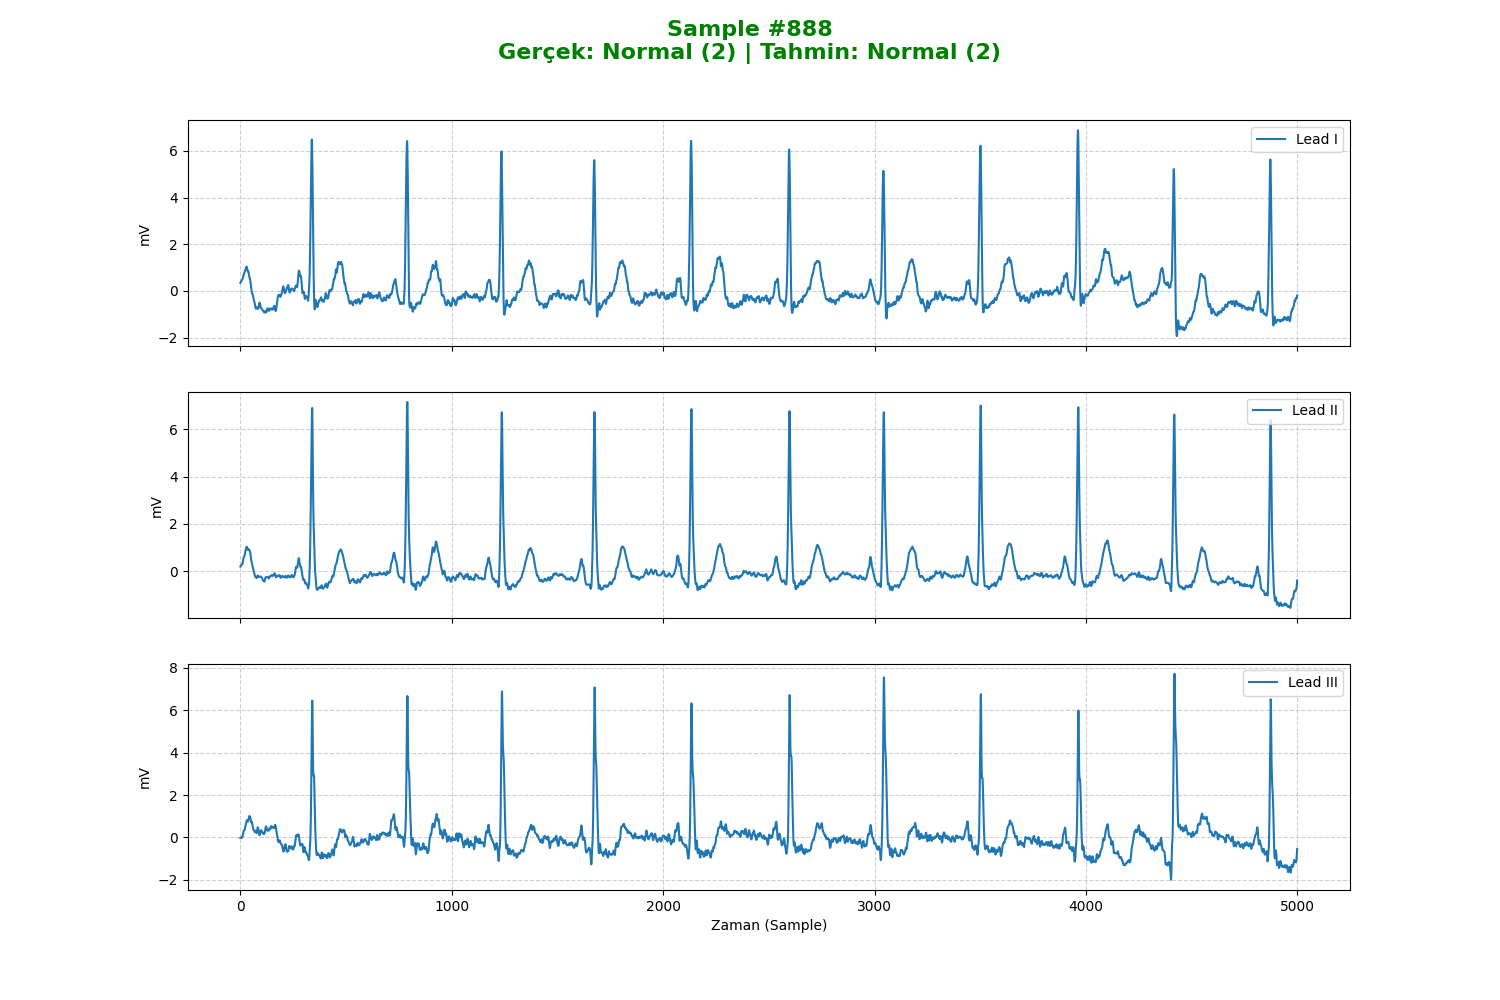 Sample #888
Gerçek: Normal (2) | Tahmin: Normal (2)
Lead I
mV
6
4
2
0
−2
Lead II
mV
6
4
2
0
Lead III
mV
8
6
4
2
0
−2
0 1000 2000 3000 4000 5000
Zaman (Sample)